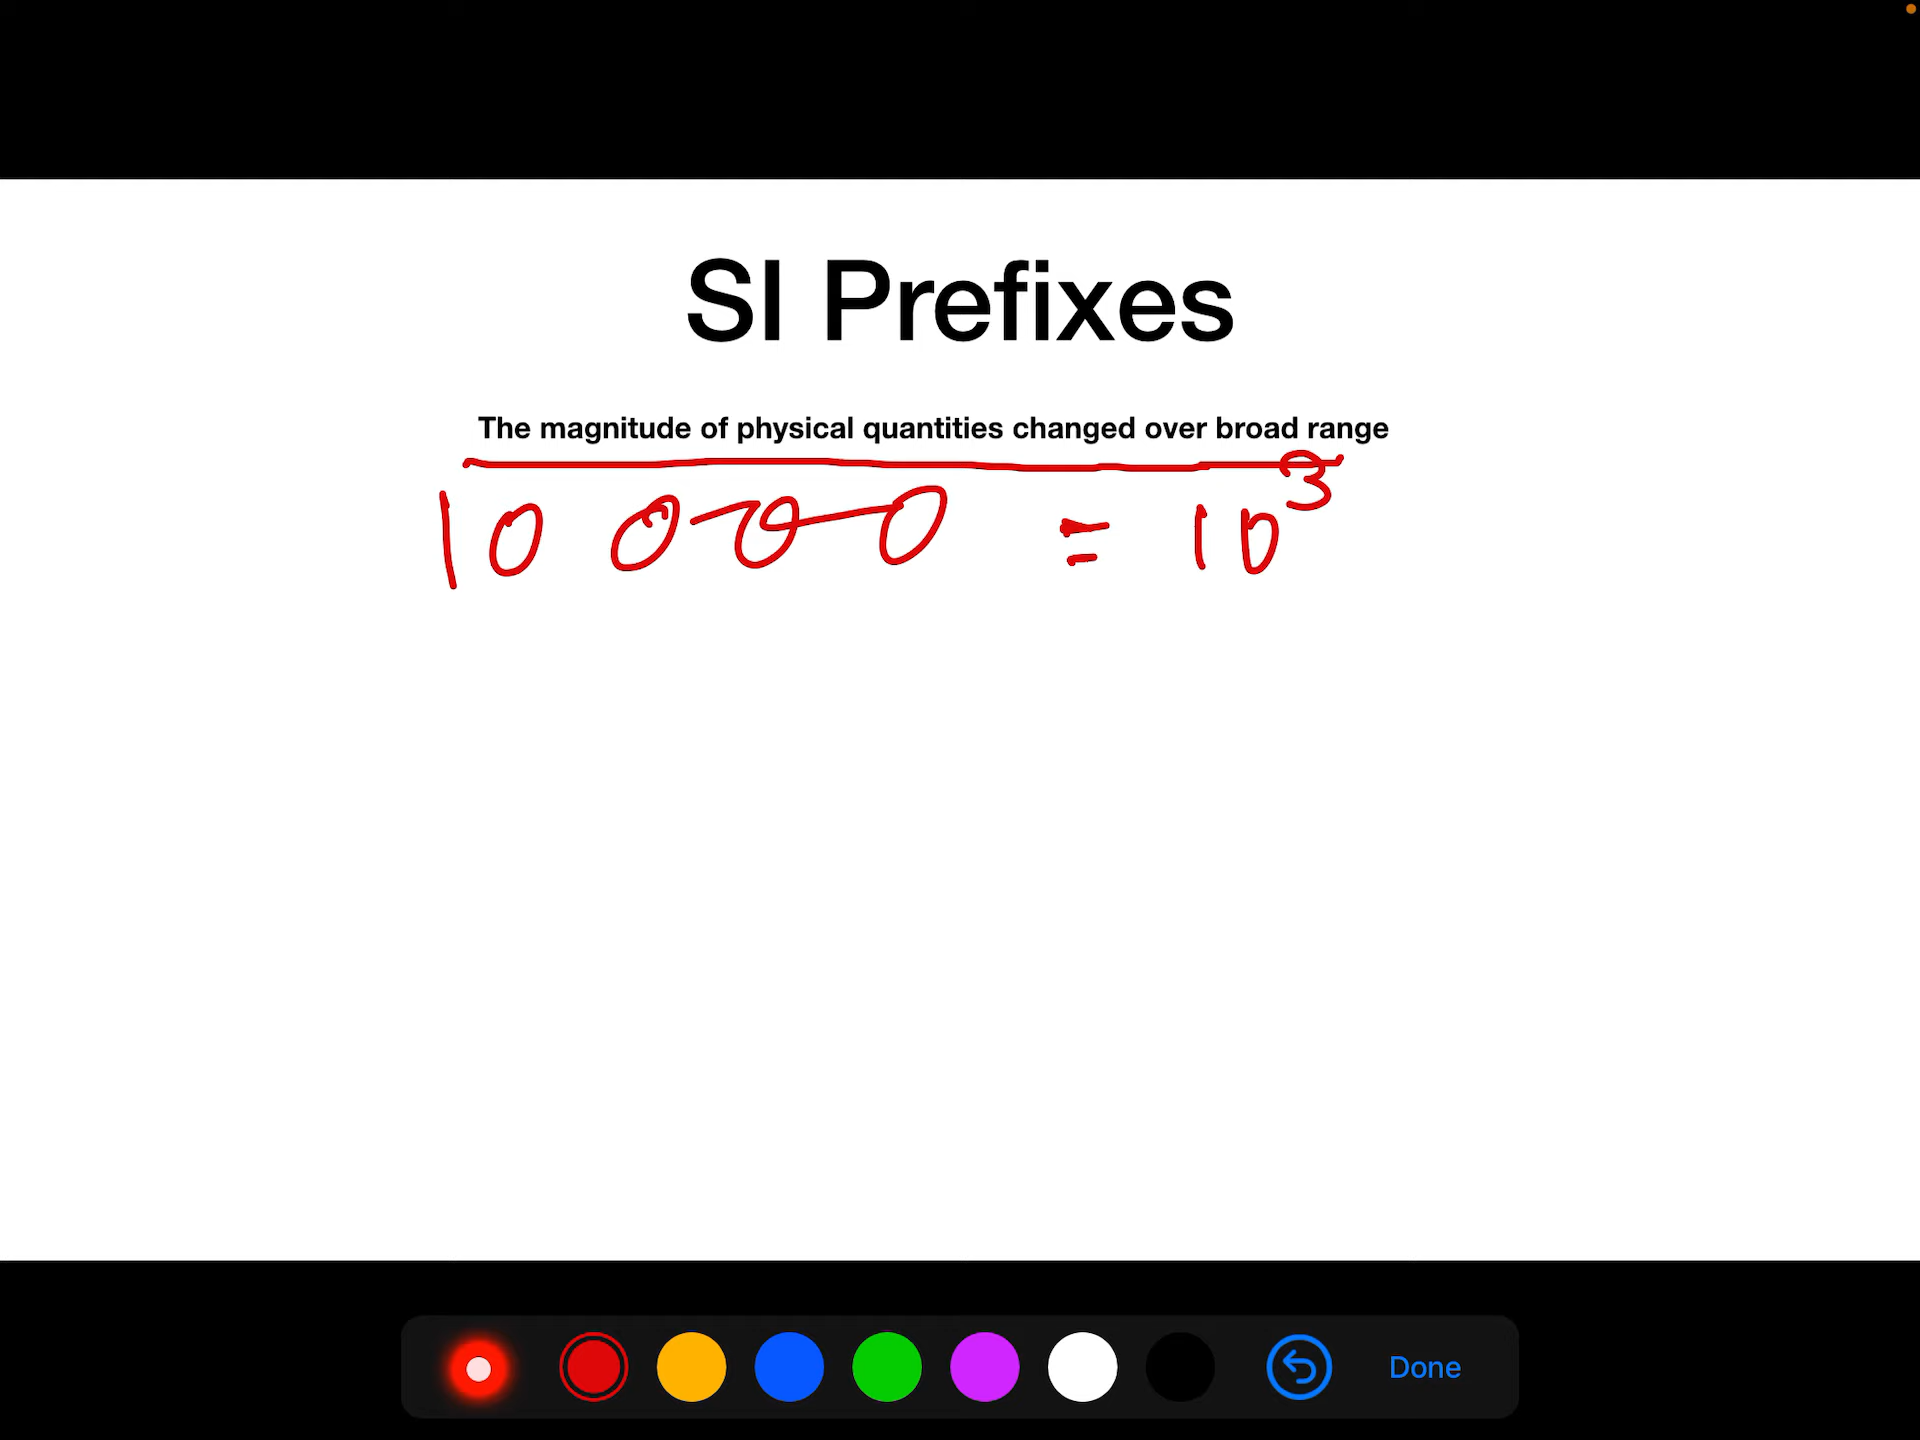 SI Prefixes
The magnitude of physical quantities changed over broad range
10 000 = 10³
Done